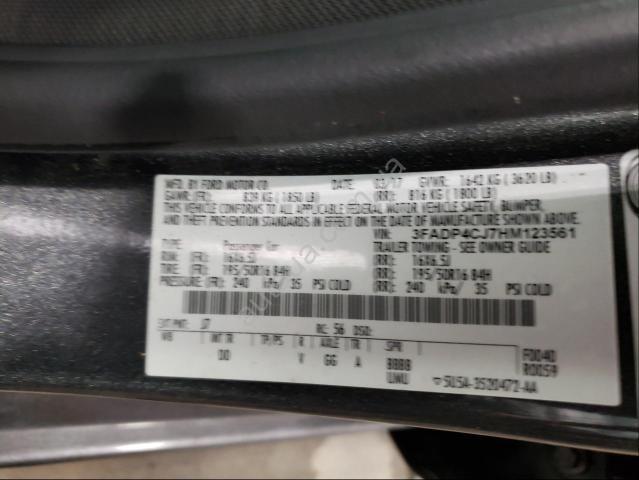 MFD. BY FORD MOTOR CO. DATE: 03/17 GVWR: 1642 KG ( 3620 LB)
GAWR: (FR): 839 KG ( 1850 LB) (RR): 816 KG ( 1800 LB)
THIS VEHICLE CONFORMS TO ALL APPLICABLE FEDERAL MOTOR VEHICLE SAFETY, BUMPER,
AND THEFT PREVENTION STANDARDS IN EFFECT ON THE DATE OF MANUFACTURE SHOWN ABOVE.
VIN: 3FADP4CJ7HM123561
TYPE: Passenger Car TRAILER TOWING - SEE OWNER GUIDE
RIM: (FR): 16X6.5J (RR): 16X6.5J
TIRE (FR): 195/50R16 84H (RR): 195/50R16 84H
PRESSURE (FR): 240 kPa/ 35 PSI COLD (RR): 240 kPa/ 35 PSI COLD
EXT PNT: J7 RC: 56 DSO:
WB INT TR TP/PS R AXLE TR SPR F0040
DO V GG A BBBB R0059
UWU 5U5A-3520472-AA